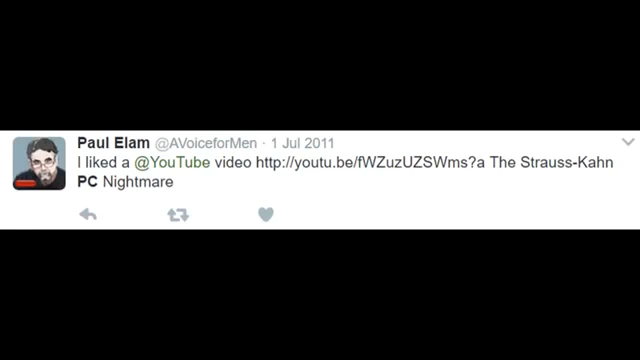 Paul Elam @AVoiceforMen · 1 Jul 2011
I liked a @YouTube video http://youtu.be/fWZuzUZSWms?a The Strauss-Kahn
PC Nightmare